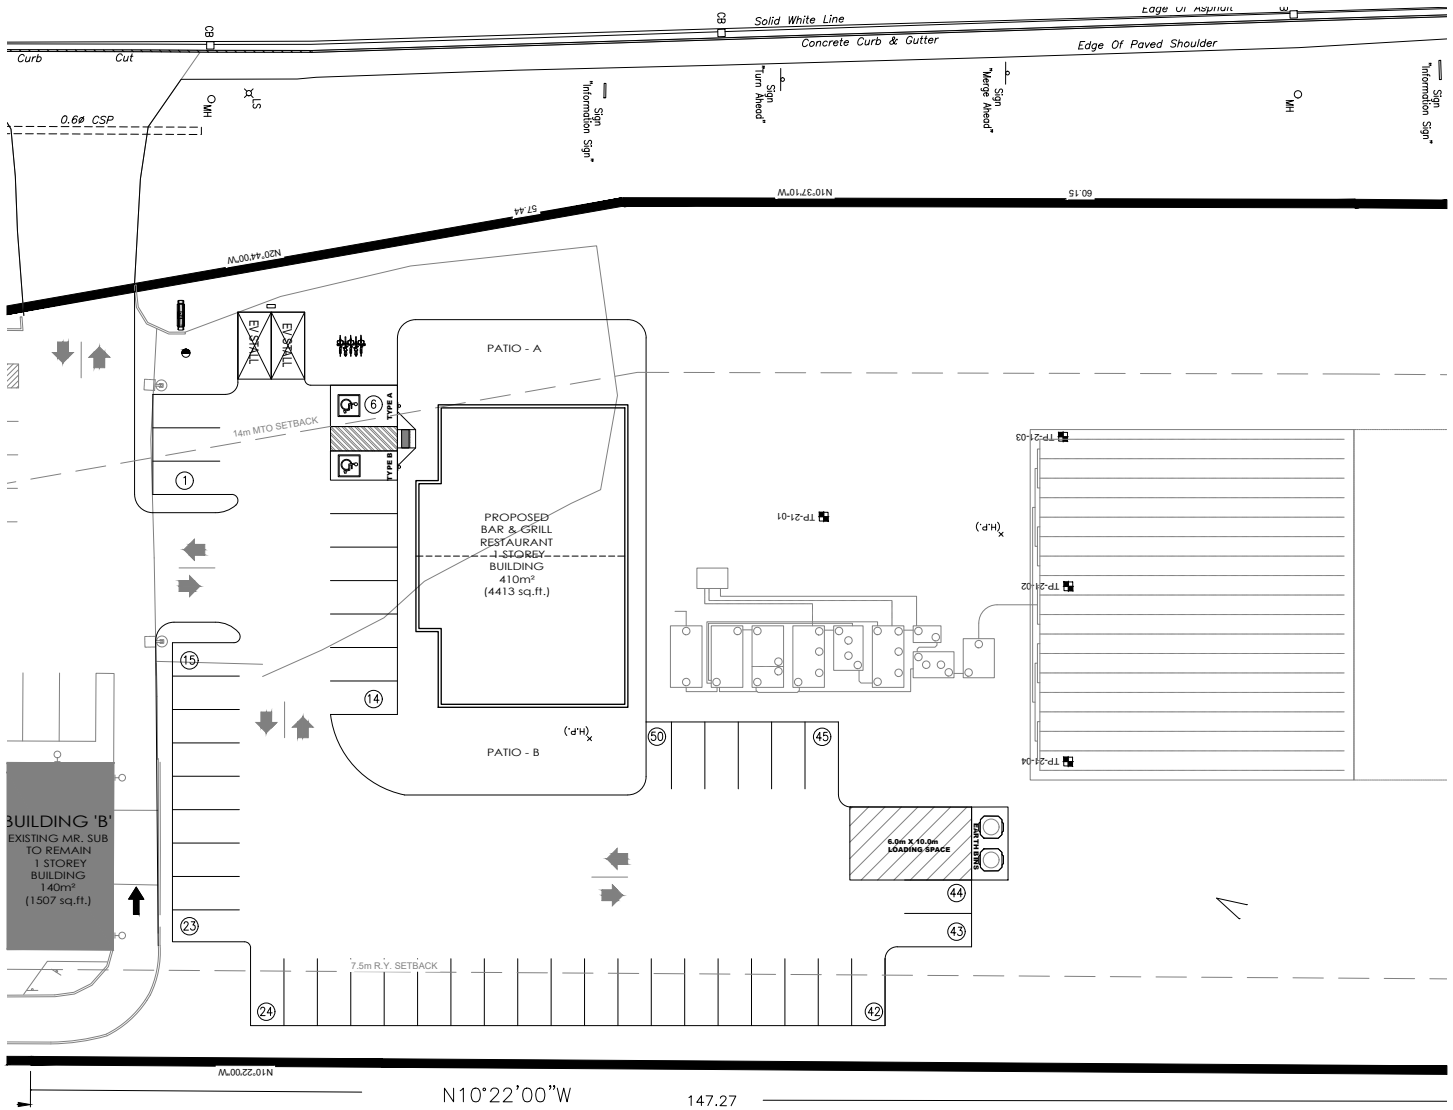 CB
CB
Solid White Line
Edge Of Asphalt
Concrete Curb & Gutter
Edge Of Paved Shoulder
Curb
Cut
MH
LS
Sign
"Information Sign"
Sign
"Turn Ahead"
Sign
"Merge Ahead"
MH
Sign
"Information Sign"
0.6ø CSP
N10°37'10"W
60.15
57.44
N20°44'00"W
EV STALL
EV STALL
PATIO - A
6
TYPE A
14m MTO SETBACK
TYPE B
1
TP-21-03
PROPOSED
BAR & GRILL
RESTAURANT
1 STOREY
BUILDING
410m²
(4413 sq.ft.)
TP-21-01
(H.P.)
TP-21-02
15
14
(H.P.)
PATIO - B
50
45
TP-21-04
BUILDING 'B'
EXISTING MR. SUB
TO REMAIN
1 STOREY
BUILDING
140m²
(1507 sq.ft.)
6.0m X 10.0m
LOADING SPACE
EARTH BINS
44
43
23
7.5m R.Y. SETBACK
24
42
N10°22'00"W
N10°22'00"W
147.27